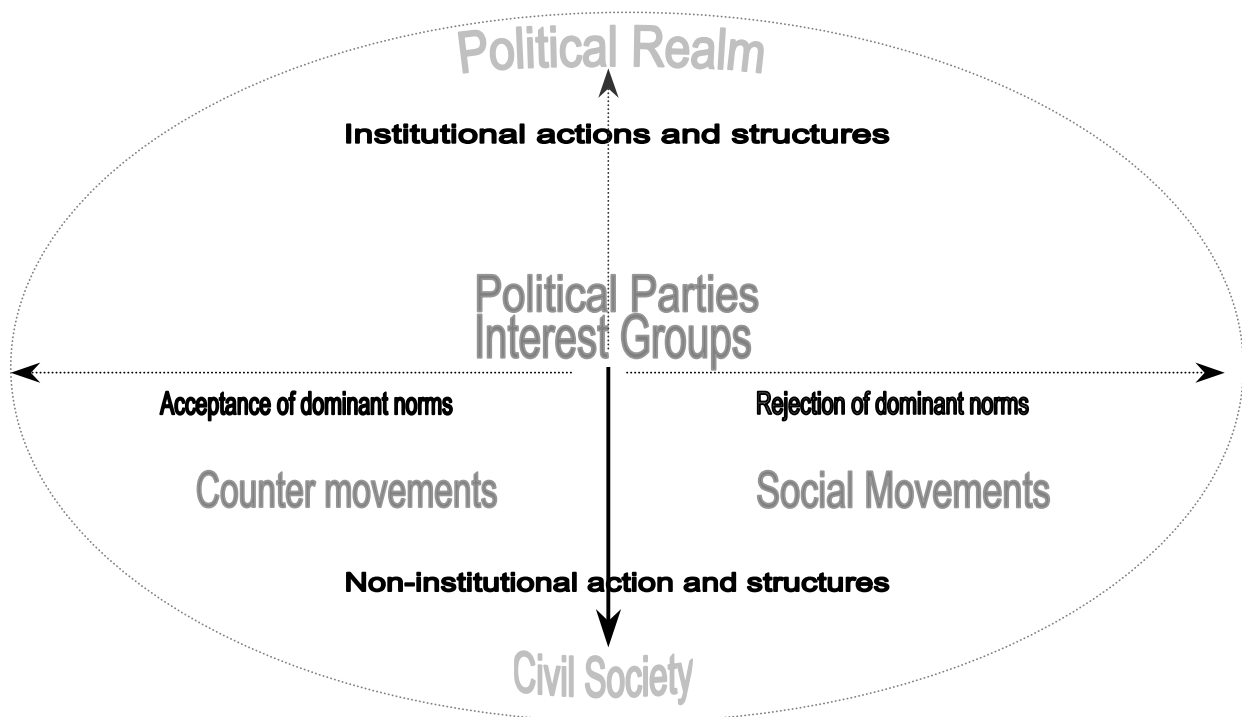 Political Realm
Institutional actions and structures
Political Parties
Interest Groups
Acceptance of dominant norms
Rejection of dominant norms
Counter movements
Social Movements
Non-institutional action and structures
Civil Society